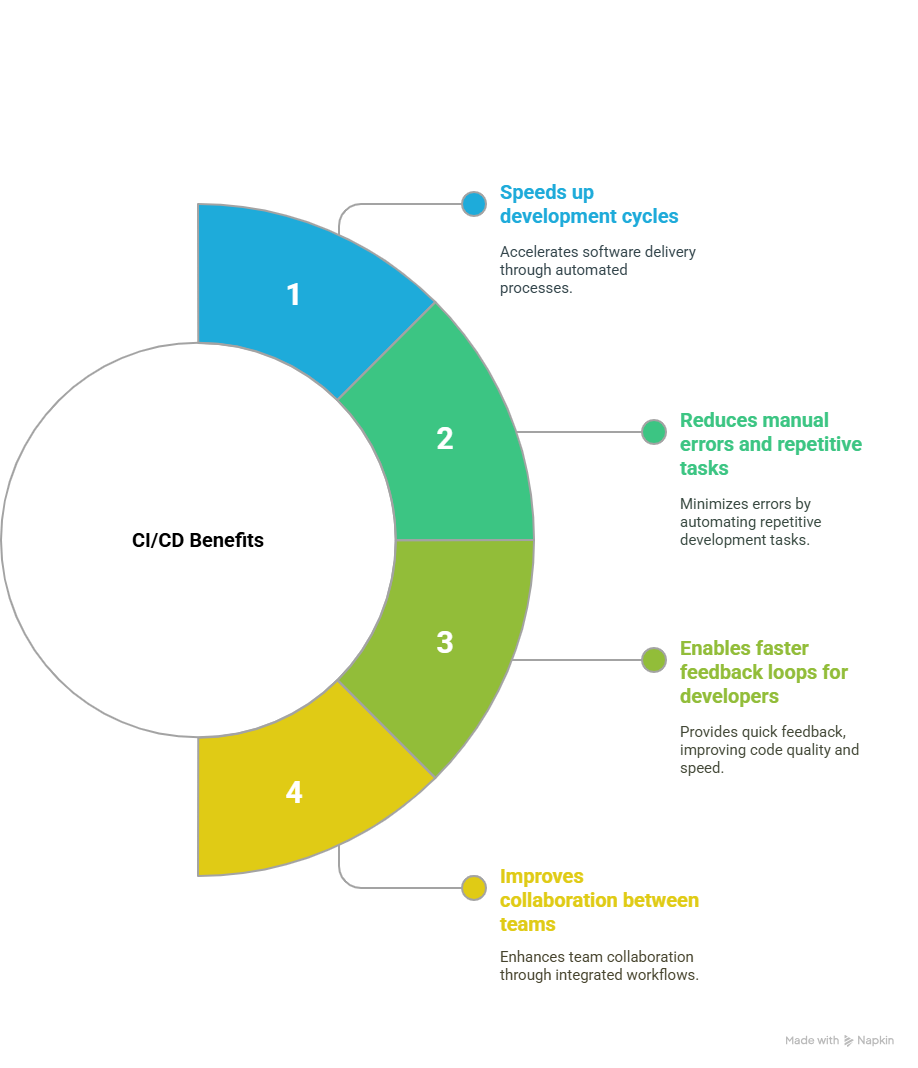 Speeds up
development cycles
Accelerates software delivery
through automated
processes.
1
Reduces manual
errors and repetitive
tasks
Minimizes errors by
automating repetitive
development tasks.
2
CI/CD Benefits
3
Enables faster
feedback loops for
developers
Provides quick feedback,
improving code quality and
speed.
4
Improves
collaboration between
teams
Enhances team collaboration
through integrated workflows.
Made with Napkin